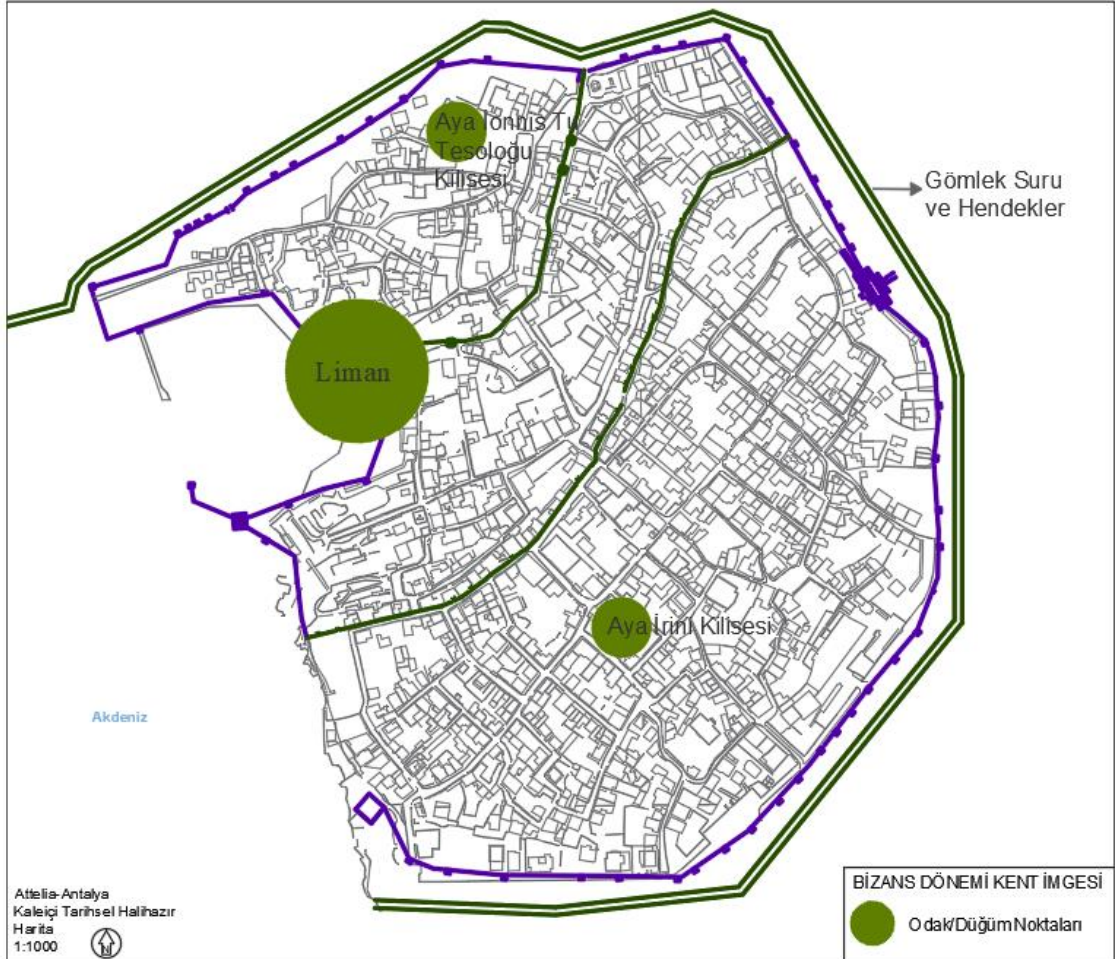 Aya İonnis Tu
Tesoloğu
Kilisesi
Gömlek Suru
ve Hendekler
Liman
Aya İrini Kilisesi
Akdeniz
Attelia-Antalya
Kaleiçi Tarihsel Halihazır
Harita
1:1000
N
BİZANS DÖNEMİ KENT İMGESİ
Odak/Düğüm Noktaları